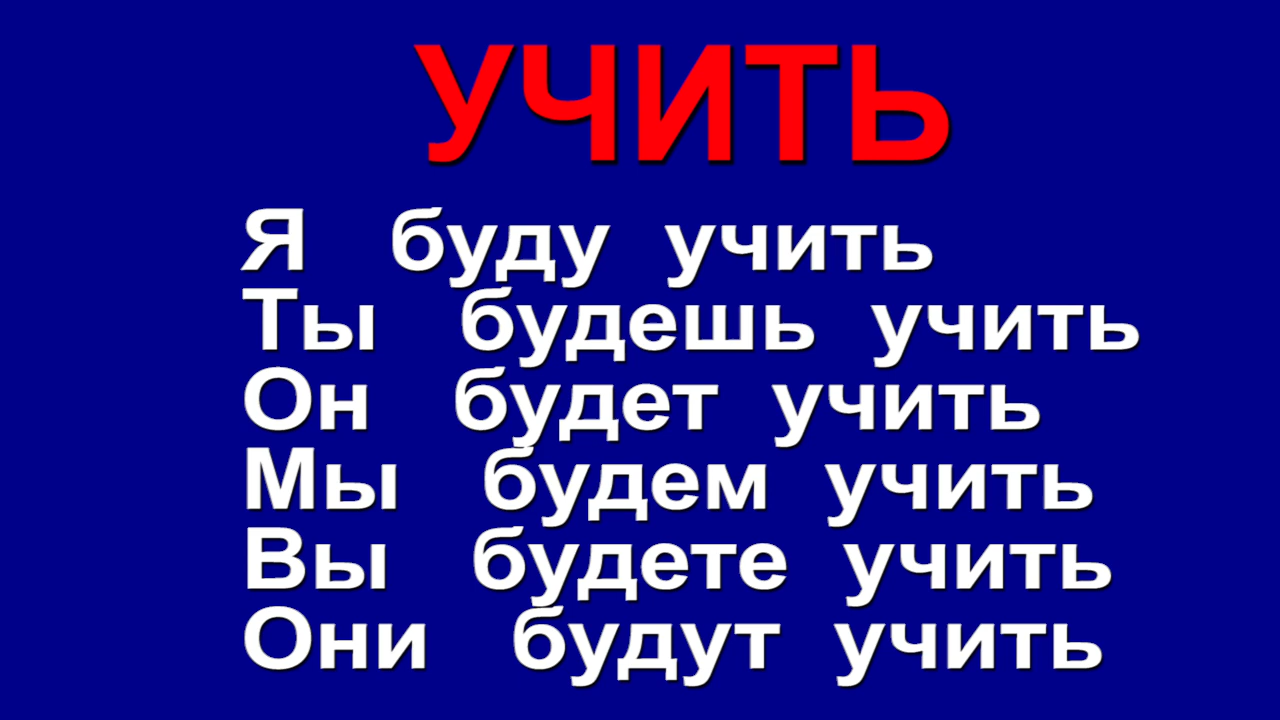 УЧИТЬ
Я буду учить
Ты будешь учить
Он будет учить
Мы будем учить
Вы будете учить
Они будут учить